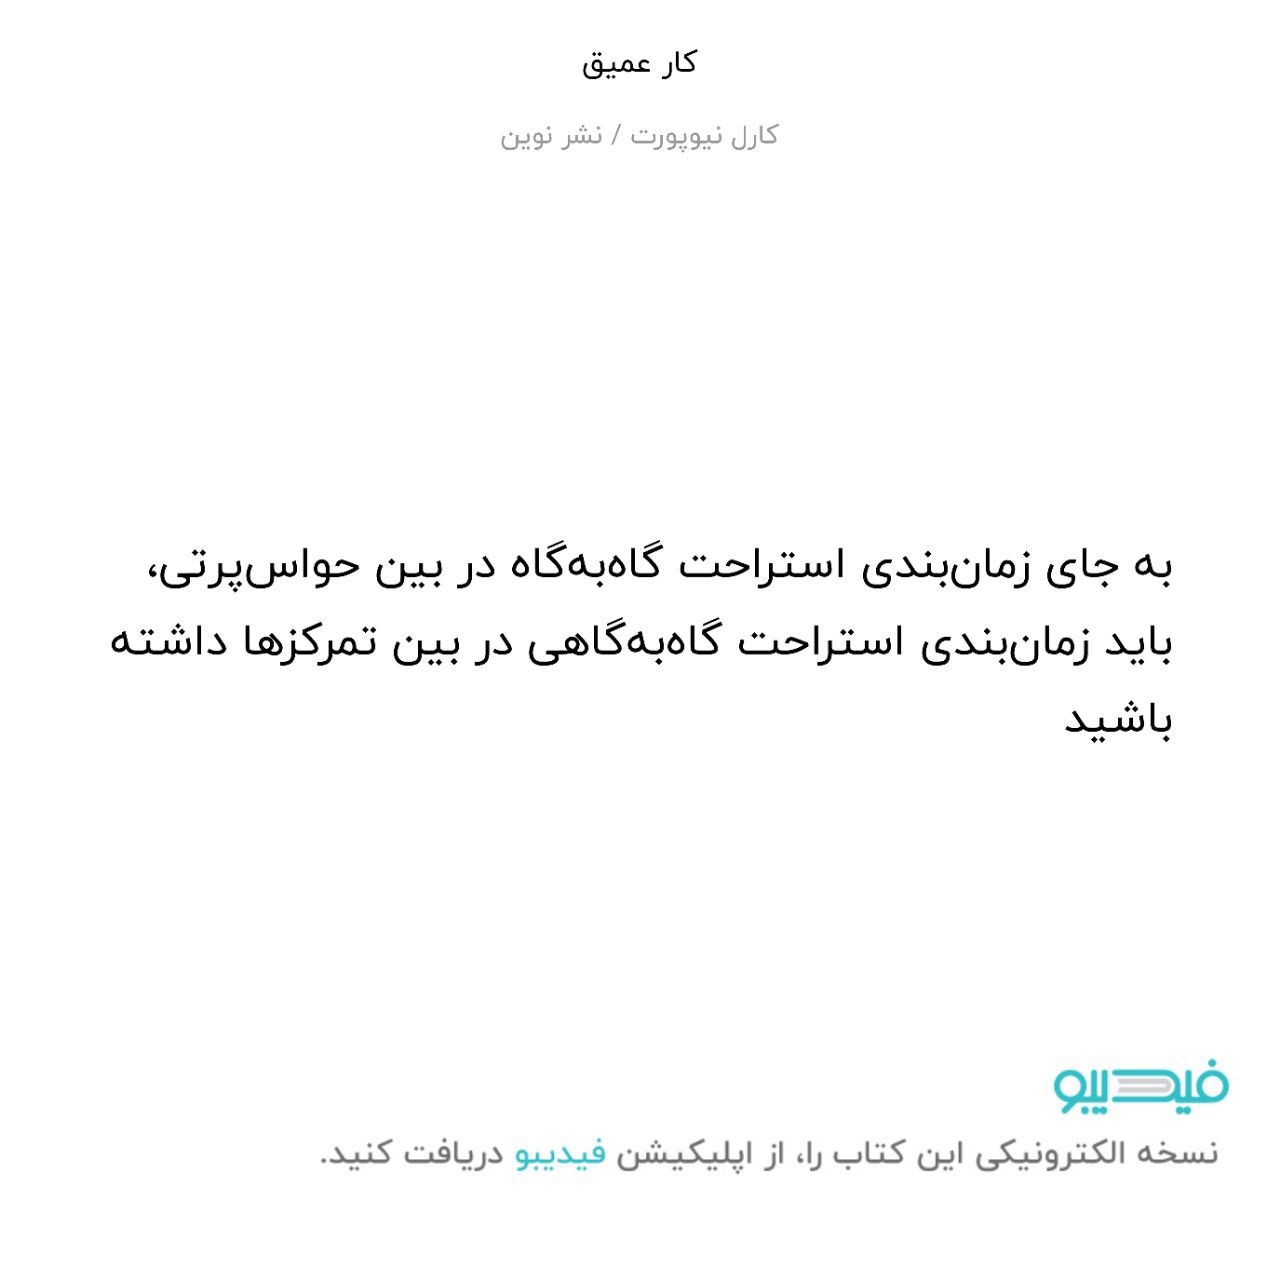 کار عمیق
کارل نیوپورت / نشر نوین
به جای زمان‌بندی استراحت گاه‌به‌گاه در بین حواس‌پرتی،
باید زمان‌بندی استراحت گاه‌به‌گاهی در بین تمرکزها داشته
باشید
فیدیبو
نسخه الکترونیکی این کتاب را، از اپلیکیشن فیدیبو دریافت کنید.